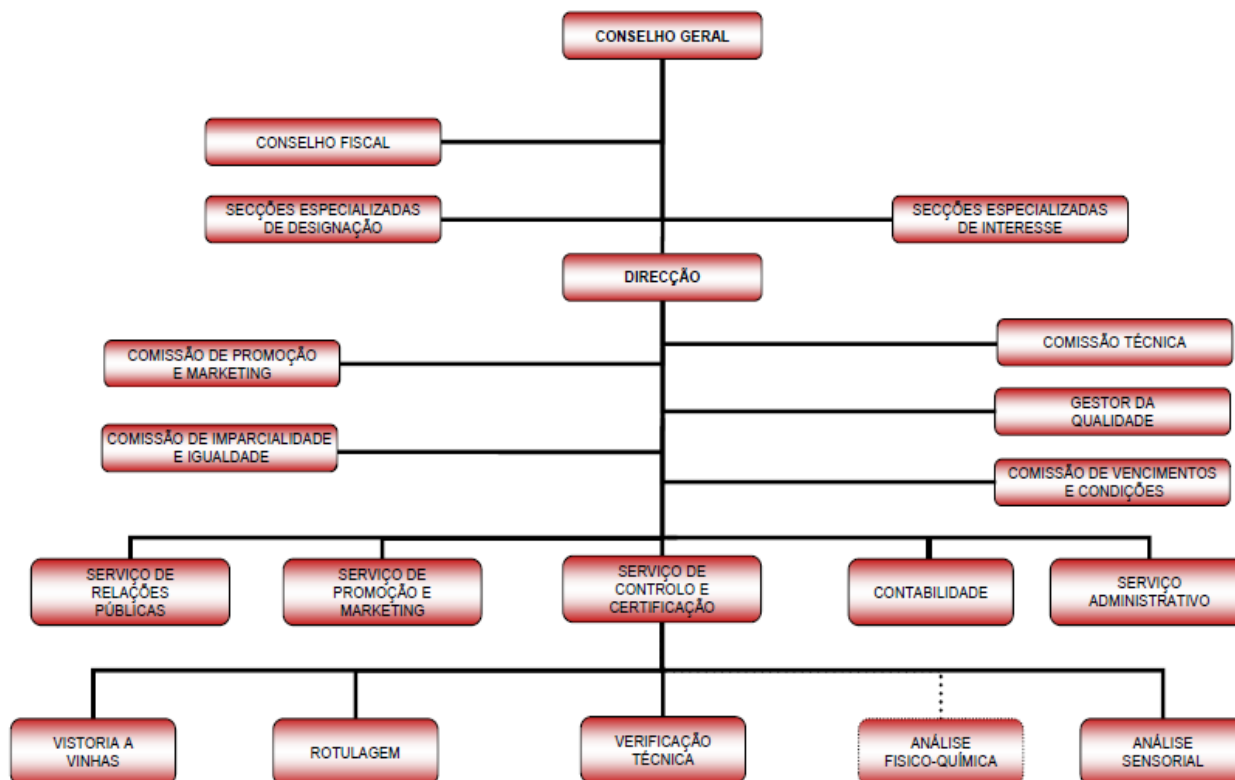 CONSELHO GERAL
CONSELHO FISCAL
SECÇÕES ESPECIALIZADAS
DE DESIGNAÇÃO
SECÇÕES ESPECIALIZADAS
DE INTERESSE
DIRECÇÃO
COMISSÃO TÉCNICA
COMISSÃO DE PROMOÇÃO
E MARKETING
GESTOR DA
QUALIDADE
COMISSÃO DE IMPARCIALIDADE
E IGUALDADE
COMISSÃO DE VENCIMENTOS
E CONDIÇÕES
SERVIÇO DE
RELAÇÕES
PÚBLICAS
SERVIÇO DE
PROMOÇÃO E
MARKETING
SERVIÇO DE
CONTROLO E
CERTIFICAÇÃO
CONTABILIDADE
SERVIÇO
ADMINISTRATIVO
VISTORIA A
VINHAS
ROTULAGEM
VERIFICAÇÃO
TÉCNICA
ANÁLISE
FISICO-QUÍMICA
ANÁLISE
SENSORIAL